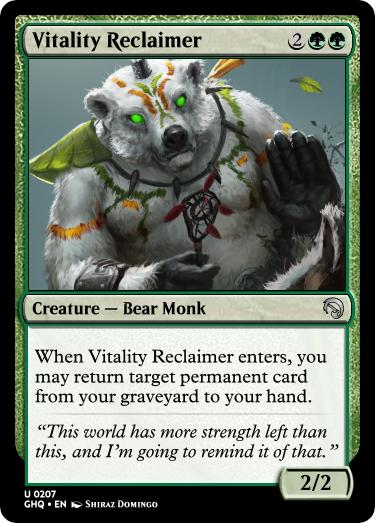 Vitality Reclaimer 2
Creature — Bear Monk
When Vitality Reclaimer enters, you
may return target permanent card
from your graveyard to your hand.
“This world has more strength left than
this, and I’m going to remind it of that.”
2/2
U 0207
GHQ • EN Shiraz Domingo